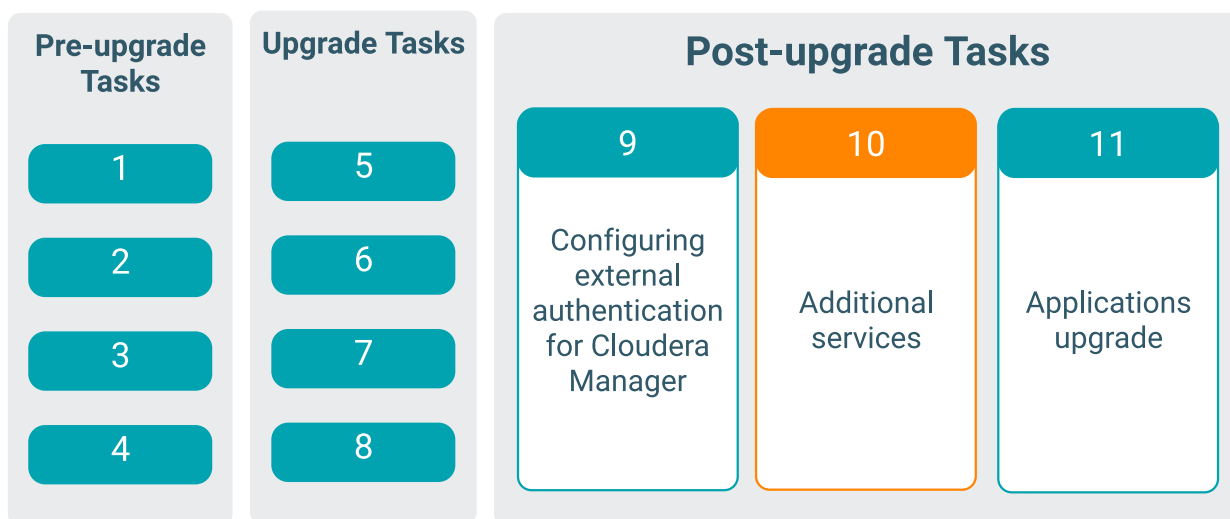 Pre-upgrade
Tasks
1
2
3
4
Upgrade Tasks
5
6
7
8
Post-upgrade Tasks
9
Configuring
external
authentication
for Cloudera
Manager
10
Additional
services
11
Applications
upgrade